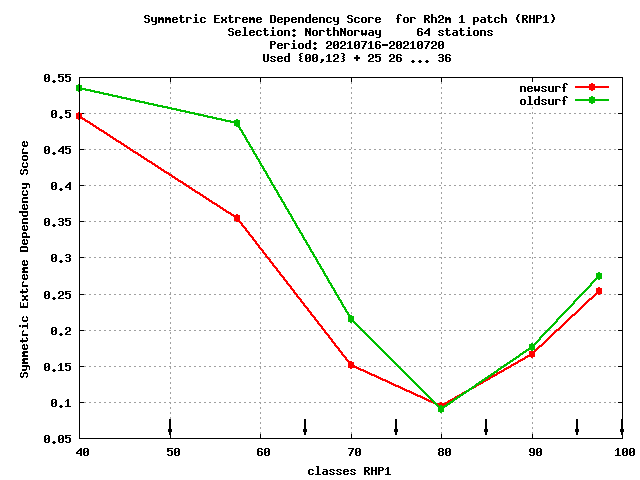 Symmetric Extreme Dependency Score  for Rh2m 1 patch (RHP1)
Selection: NorthNorway     64 stations
Period: 20210716-20210720
Used {00,12} + 25 26 ... 36
newsurf
oldsurf
Symmetric Extreme Dependency Score
0.55
0.5
0.45
0.4
0.35
0.3
0.25
0.2
0.15
0.1
0.05
40 50 60 70 80 90 100
classes RHP1